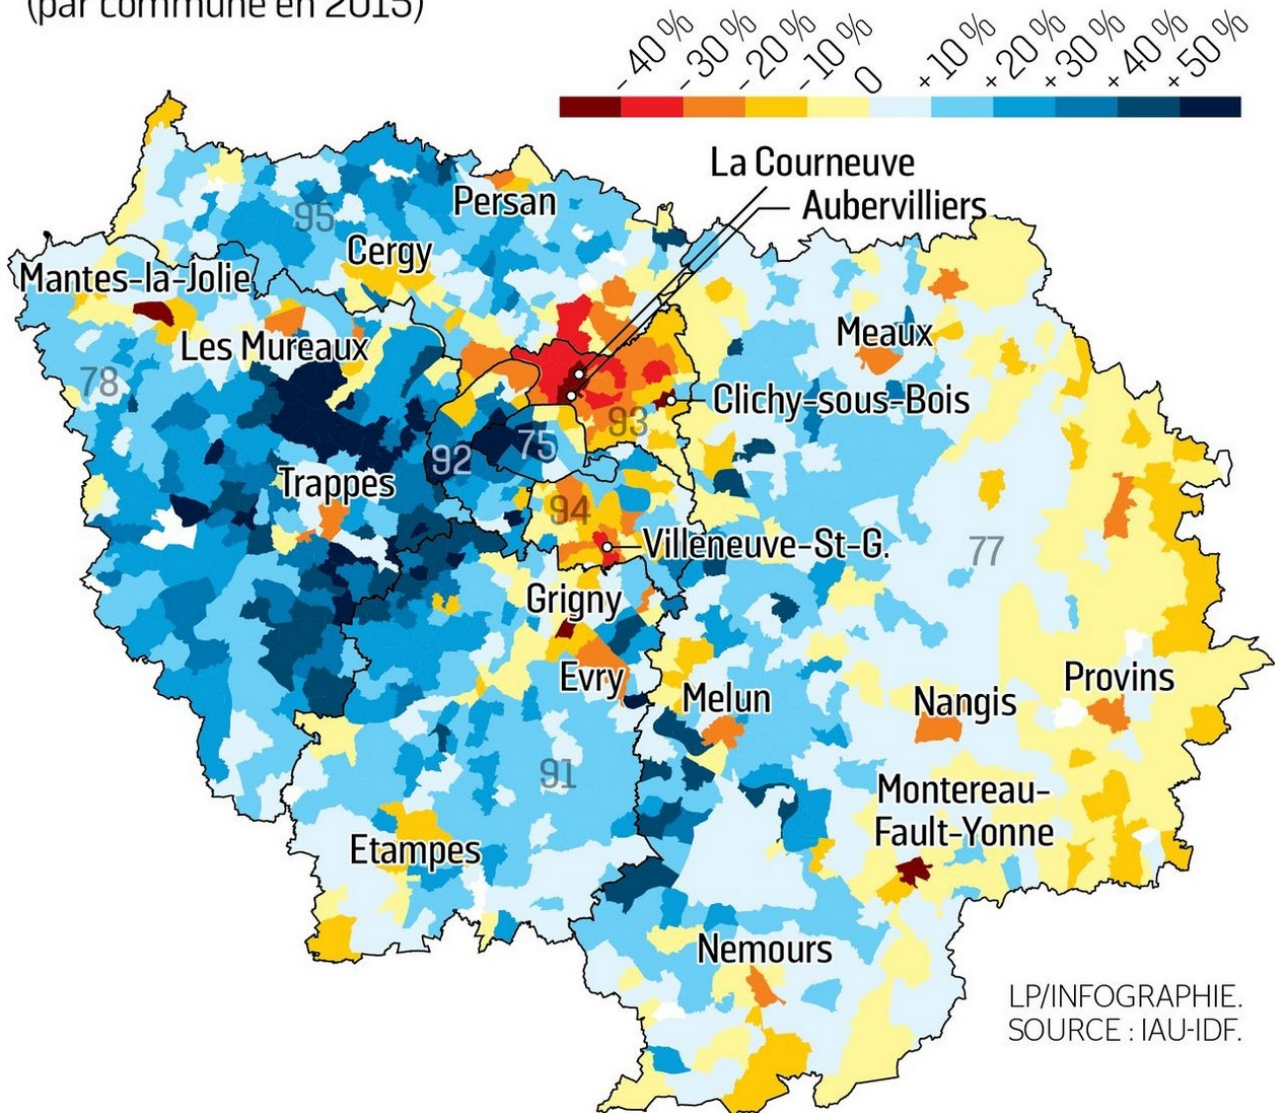 (par commune en 2015)
- 40 %
- 30 %
- 20 %
- 10 %
0
+ 10 %
+ 20 %
+ 30 %
+ 40 %
+ 50 %
La Courneuve
Aubervilliers
Persan
95
Cergy
Mantes-la-Jolie
Les Mureaux
Meaux
78
Clichy-sous-Bois
93
75
92
Trappes
94
Villeneuve-St-G.
77
Grigny
Evry
Melun
Nangis
Provins
91
Montereau-
Fault-Yonne
Etampes
Nemours
LP/INFOGRAPHIE.
SOURCE : IAU-IDF.